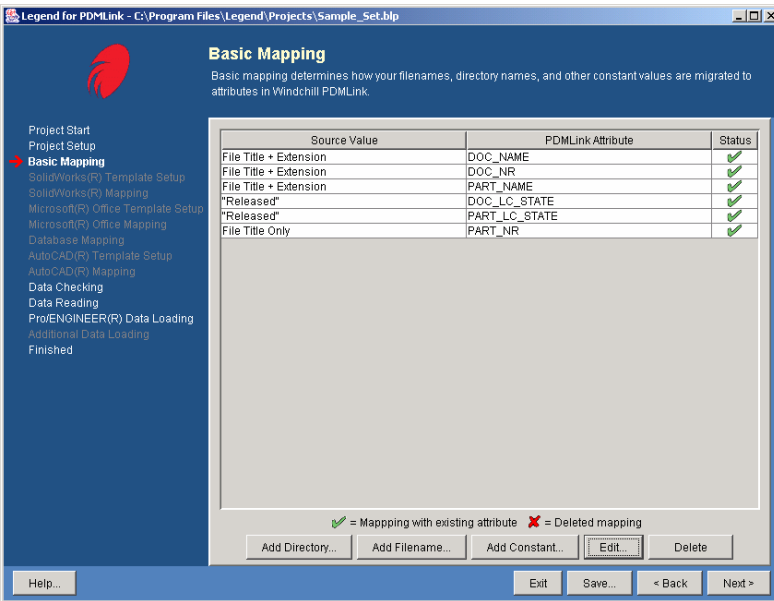 Legend for PDMLink - C:\Program Files\Legend\Projects\Sample_Set.blp
Basic Mapping
Basic mapping determines how your filenames, directory names, and other constant values are migrated to
attributes in Windchill PDMLink.
Project Start
Project Setup
Basic Mapping
SolidWorks(R) Template Setup
SolidWorks(R) Mapping
Microsoft(R) Office Template Setup
Microsoft(R) Office Mapping
Database Mapping
AutoCAD(R) Template Setup
AutoCAD(R) Mapping
Data Checking
Data Reading
Pro/ENGINEER(R) Data Loading
Additional Data Loading
Finished
Source Value PDMLink Attribute Status
File Title + Extension DOC_NAME
File Title + Extension DOC_NR
File Title + Extension PART_NAME
"Released" DOC_LC_STATE
"Released" PART_LC_STATE
File Title Only PART_NR
= Mappping with existing attribute = Deleted mapping
Add Directory... Add Filename... Add Constant... Edit... Delete
Help... Exit Save... < Back Next >